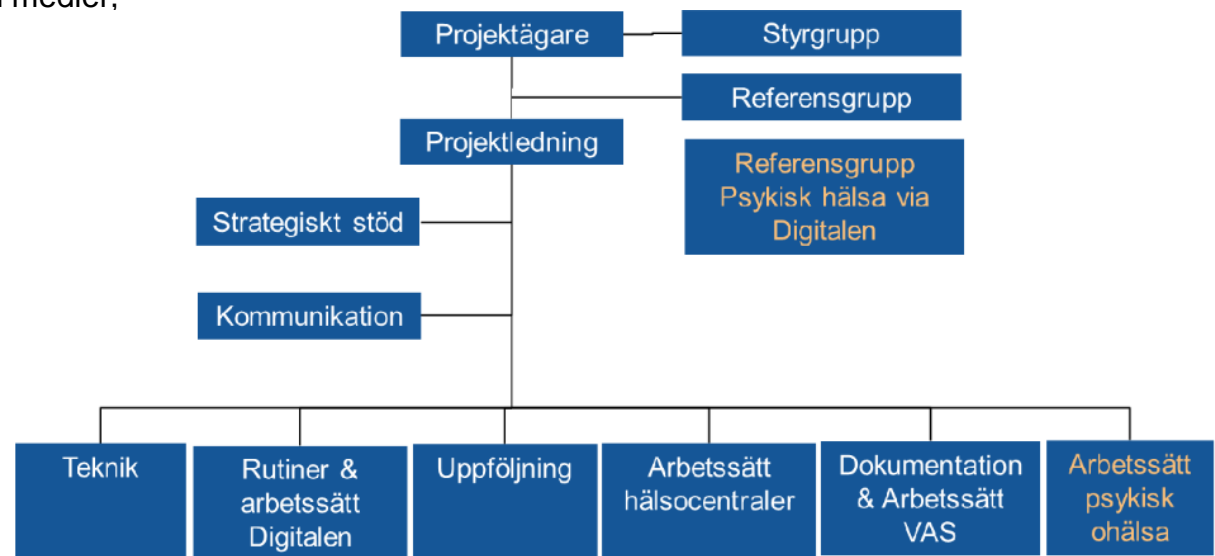 medier,
Projektägare
Styrgrupp
Referensgrupp
Projektledning
Referensgrupp
Psykisk hälsa via
Digitalen
Strategiskt stöd
Kommunikation
Teknik
Rutiner &
arbetssätt
Digitalen
Uppföljning
Arbetssätt
hälsocentraler
Dokumentation
& Arbetssätt
VAS
Arbetssätt
psykisk
ohälsa